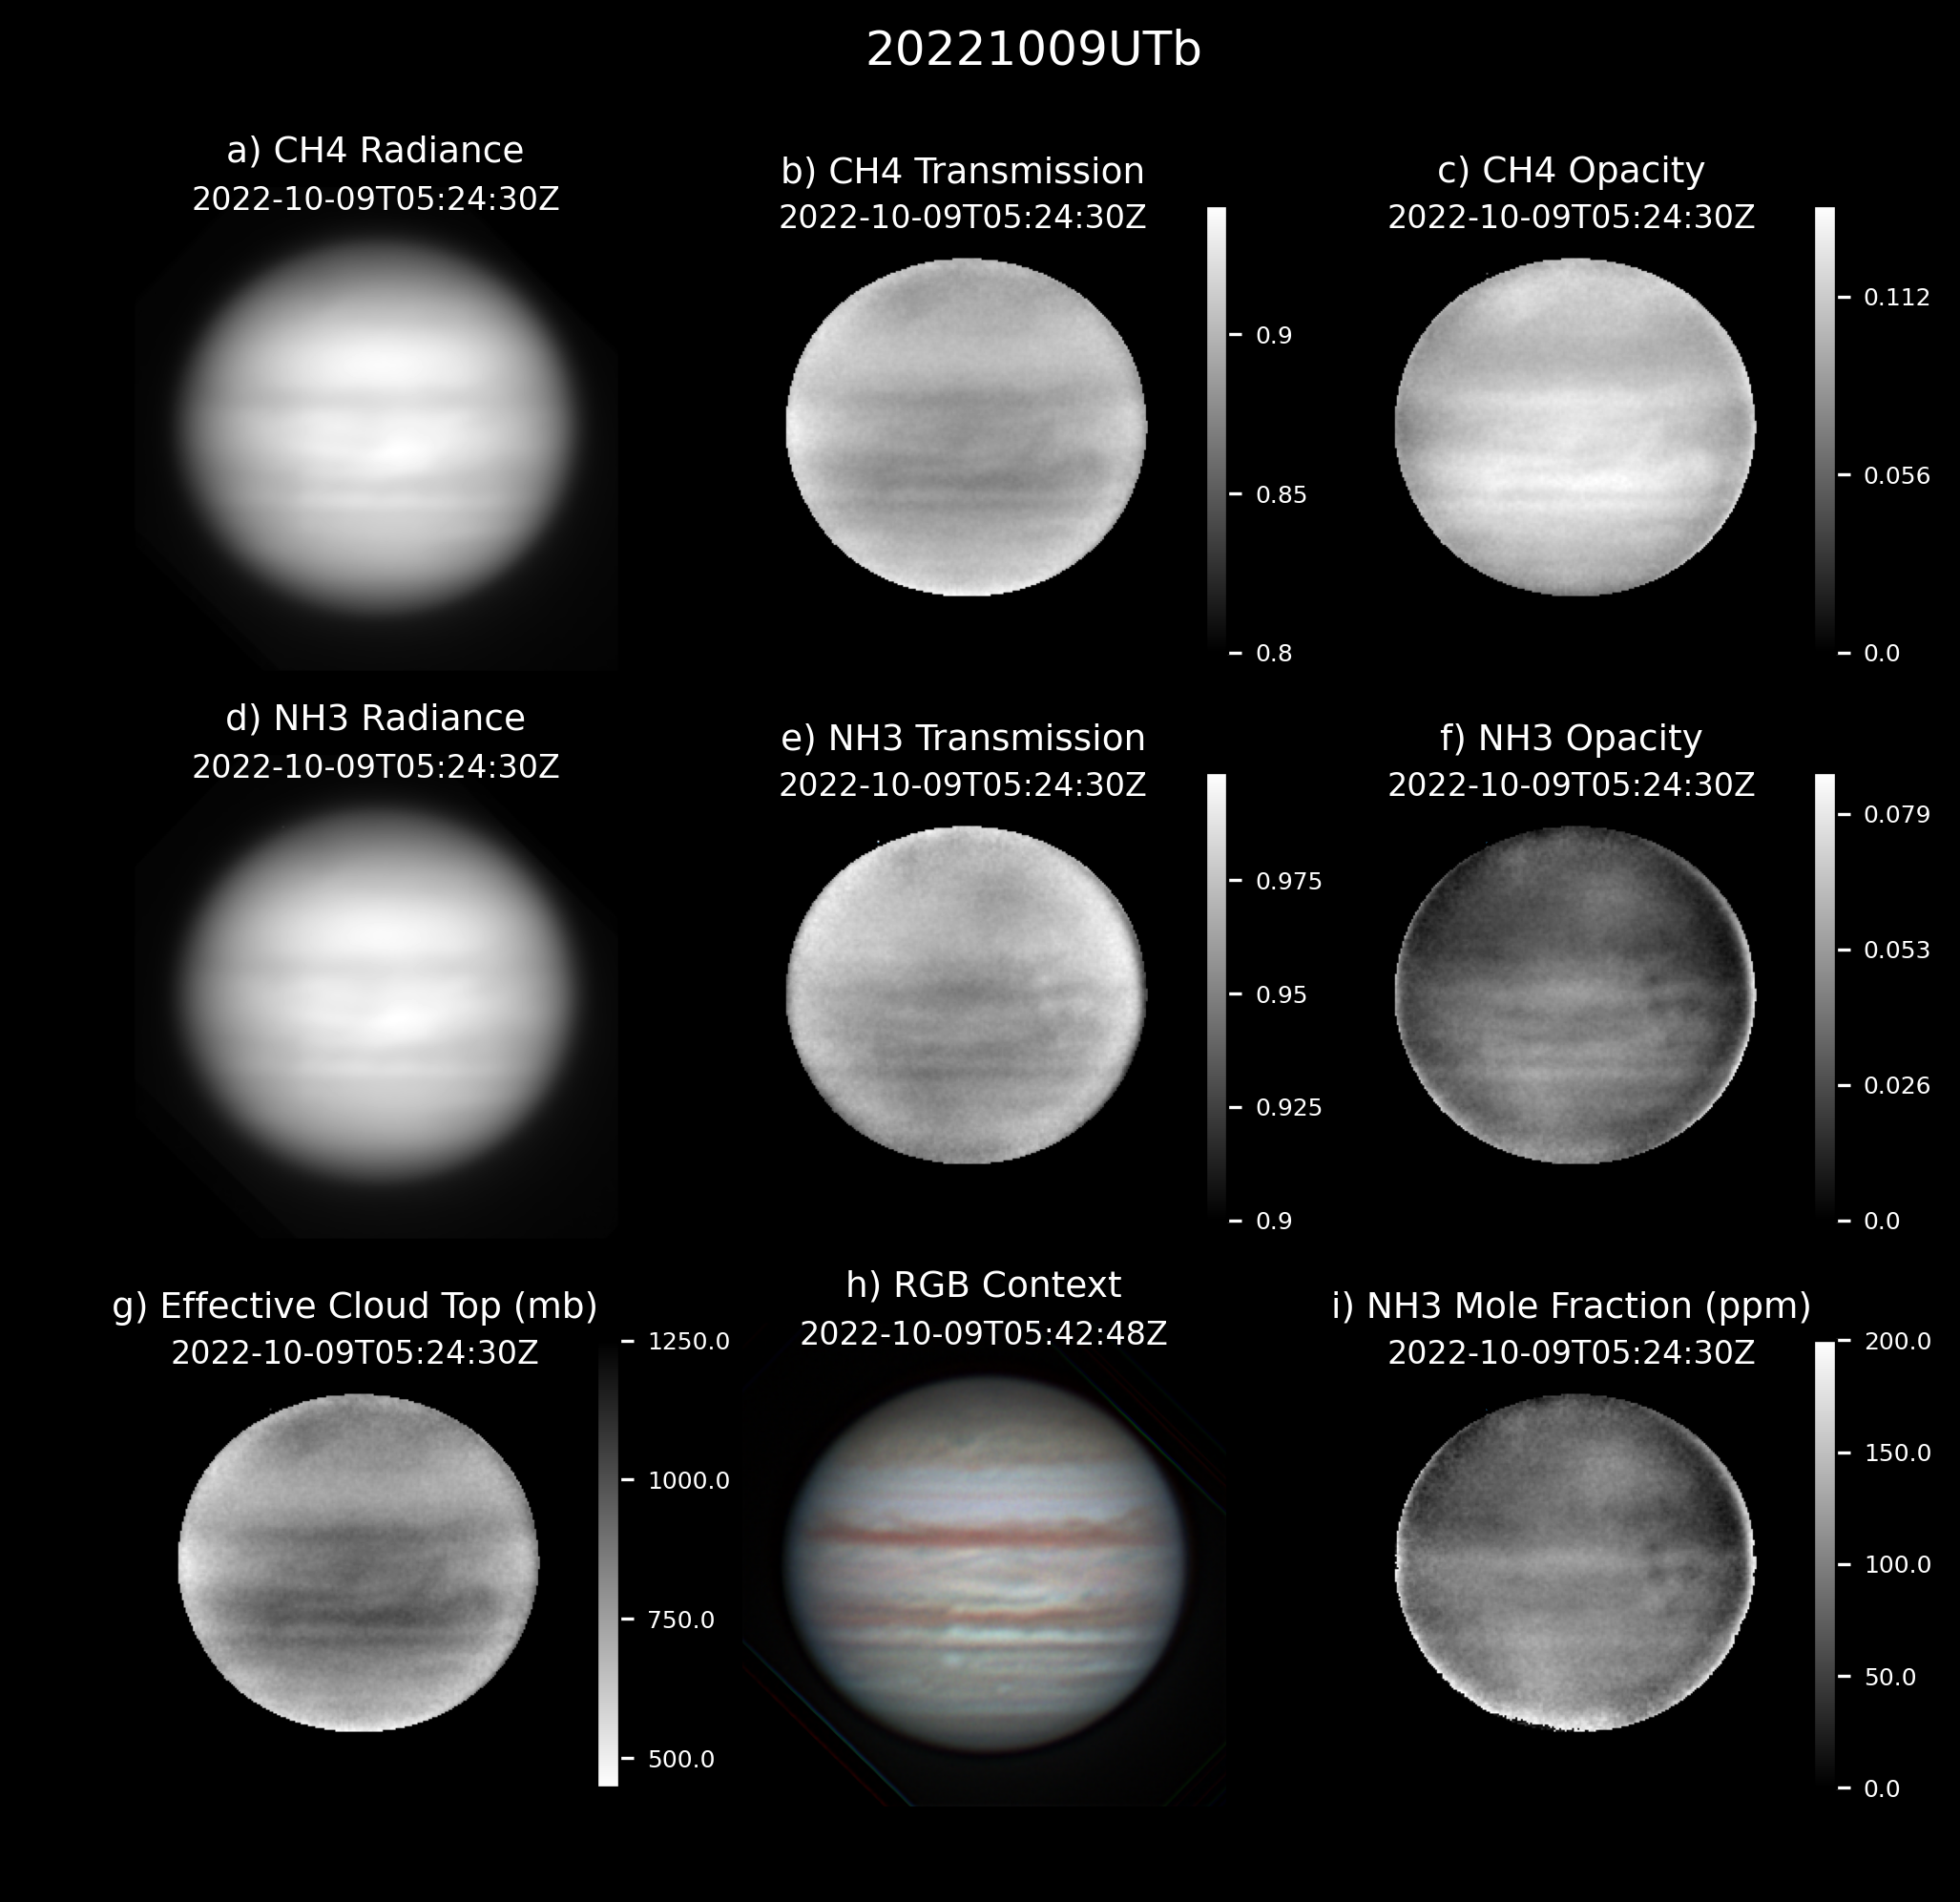 20221009UTb
a) CH4 Radiance
2022-10-09T05:24:30Z
b) CH4 Transmission
2022-10-09T05:24:30Z
0.9
0.85
0.8
c) CH4 Opacity
2022-10-09T05:24:30Z
0.112
0.056
0.0
d) NH3 Radiance
2022-10-09T05:24:30Z
e) NH3 Transmission
2022-10-09T05:24:30Z
0.975
0.95
0.925
0.9
f) NH3 Opacity
2022-10-09T05:24:30Z
0.079
0.053
0.026
0.0
g) Effective Cloud Top (mb)
2022-10-09T05:24:30Z
1250.0
1000.0
750.0
500.0
h) RGB Context
2022-10-09T05:42:48Z
i) NH3 Mole Fraction (ppm)
2022-10-09T05:24:30Z
200.0
150.0
100.0
50.0
0.0